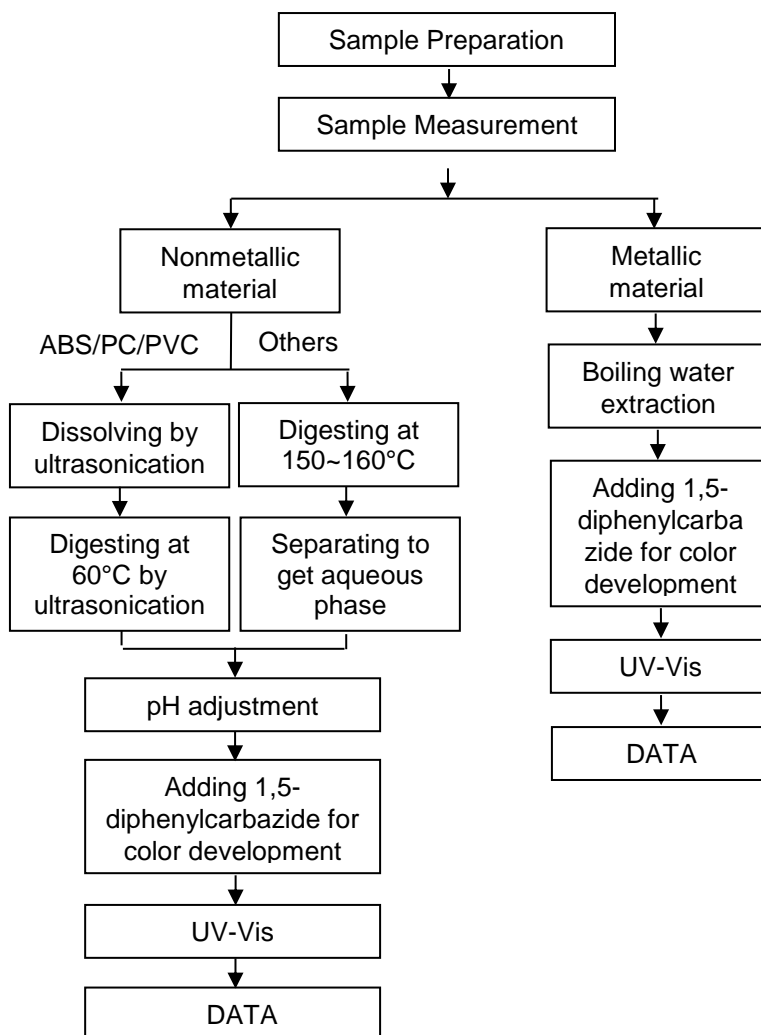 Sample Preparation
Sample Measurement
Nonmetallic
material
Metallic
material
ABS/PC/PVC
Others
Boiling water
extraction
Dissolving by
ultrasonication
Digesting at
150~160°C
Adding 1,5-
diphenylcarba
zide for color
development
Digesting at
60°C by
ultrasonication
Separating to
get aqueous
phase
UV-Vis
pH adjustment
DATA
Adding 1,5-
diphenylcarbazide for
color development
UV-Vis
DATA